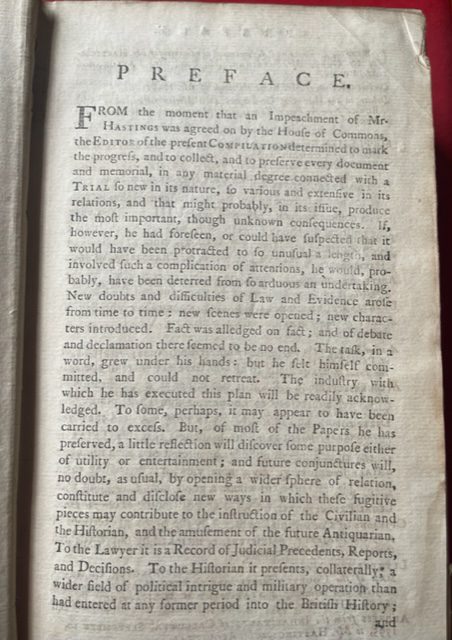 PREFACE.
FROM the moment that an Impeachment of Mr.
HASTINGS was agreed on by the House of Commons,
the EDITOR of the present COMPILATION determined to mark
the progreſs, and to collect, and to preſerve every document
and memorial, in any material degree connected with a
TRIAL ſo new in its nature, ſo various and extenſive in its
relations, and that might probably, in its iſſue, produce
the moſt important, though unknown conſequences. If,
however, he had foreſeen, or could have ſuſpected that it
would have been protracted to ſo unuſual a length, and
involved ſuch a complication of attentions, he would, pro-
bably, have been deterred from ſo arduous an undertaking.
New doubts and difficulties of Law and Evidence aroſe
from time to time: new ſcenes were opened; new charac-
ters introduced. Fact was alledged on fact; and of debate
and declamation there ſeemed to be no end. The taſk, in a
word, grew under his hands: but he felt himſelf com-
mitted, and could not retreat. The induſtry with
which he has executed this plan will be readily acknow-
ledged. To ſome, perhaps, it may appear to have been
carried to exceſs. But, of moſt of the Papers he has
preſerved, a little reflection will diſcover ſome purpoſe either
of utility or entertainment; and future conjunctures will,
no doubt, as uſual, by opening a wider ſphere of relation,
conſtitute and diſcloſe new ways in which theſe fugitive
pieces may contribute to the inſtruction of the Civilian and
the Hiſtorian, and the amuſement of the future Antiquarian.
To the Lawyer it is a Record of Judicial Precedents, Reports,
and Deciſions. To the Hiſtorian it preſents, collaterally, a
wider field of political intrigue and military operation than
had entered at any former period into the Britiſh Hiſtory;
and